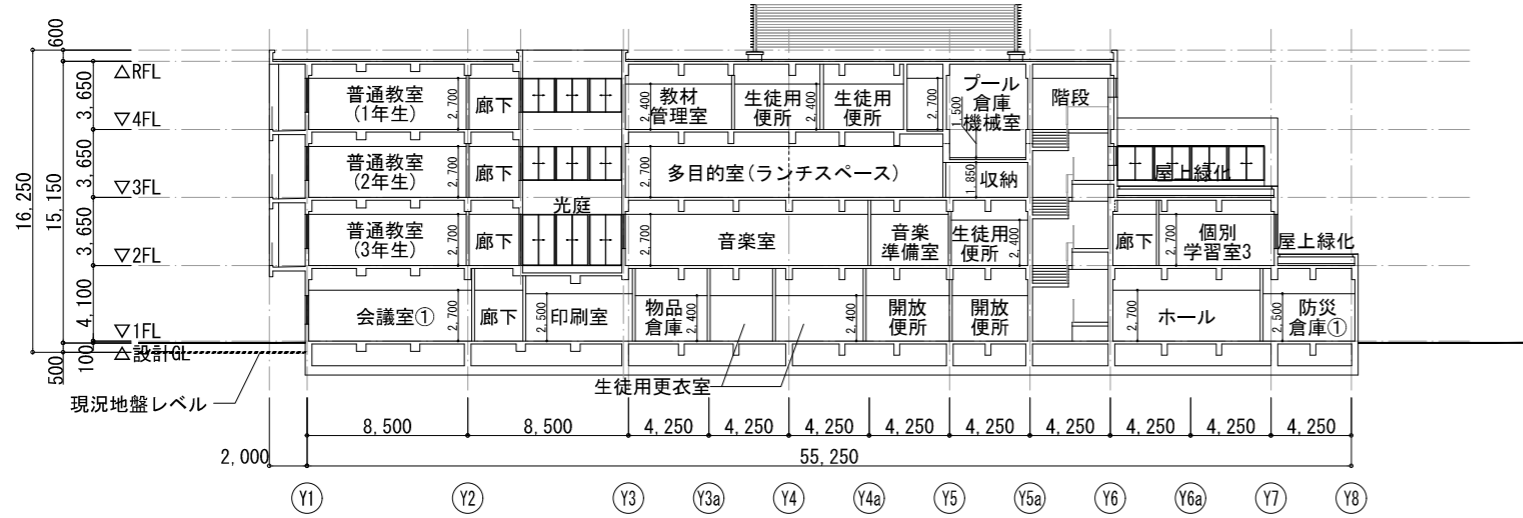 600
△RFL
3,650
▽4FL
3,650
▽3FL
3,650
▽2FL
4,100
▽1FL
△設計GL
100
500
15,150
16,250
現況地盤レベル
普通教室
(1年生)
2,700
廊下
2,400
教材
管理室
生徒用
便所
2,400
生徒用
便所
2,700
プール
倉庫
機械室
1,500
階段
普通教室
(2年生)
2,700
廊下
2,700
多目的室(ランチスペース)
1,850
収納
屋上緑化
光庭
普通教室
(3年生)
2,700
廊下
2,700
音楽室
音楽
準備室
生徒用
便所
2,400
廊下
2,700
個別
学習室3
屋上緑化
会議室①
2,700
廊下
2,500
印刷室
物品
倉庫
2,400
2,400
開放
便所
開放
便所
2,700
ホール
2,500
防災
倉庫①
生徒用更衣室
8,500
8,500
4,250
4,250
4,250
4,250
4,250
4,250
4,250
4,250
4,250
2,000
55,250
Y1
Y2
Y3
Y3a
Y4
Y4a
Y5
Y5a
Y6
Y6a
Y7
Y8